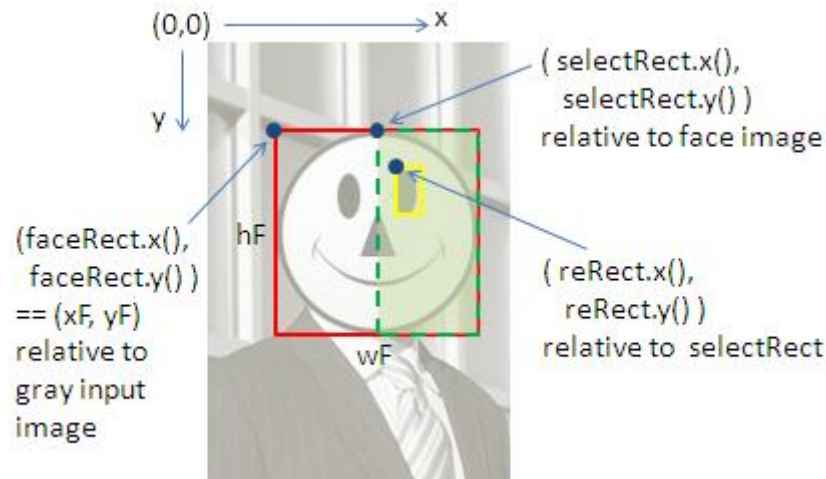 (0,0)
x
y
( selectRect.x(),
selectRect.y() )
relative to face image
(faceRect.x(),
faceRect.y() )
== (xF, yF)
relative to
gray input
image
hF
wF
( reRect.x(),
reRect.y() )
relative to selectRect